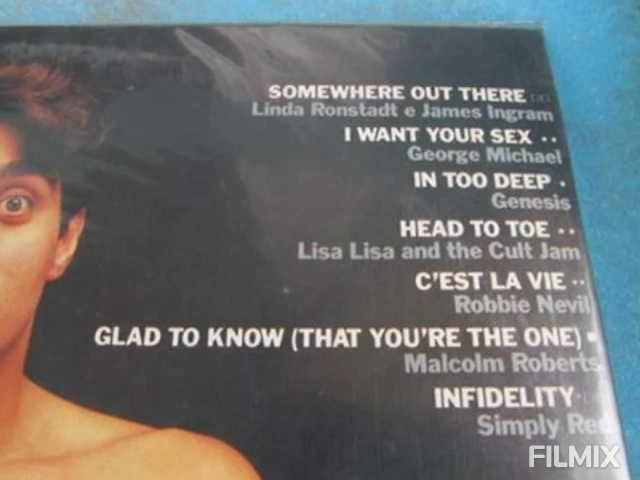 SOMEWHERE OUT THERE
Linda Ronstadt e James Ingram
I WANT YOUR SEX ..
George Michael
IN TOO DEEP .
Genesis
HEAD TO TOE ..
Lisa Lisa and the Cult Jam
C'EST LA VIE ..
Robbie Nevil
GLAD TO KNOW (THAT YOU'RE THE ONE)
Malcolm Roberts
INFIDELITY
Simply Red
FILMIX